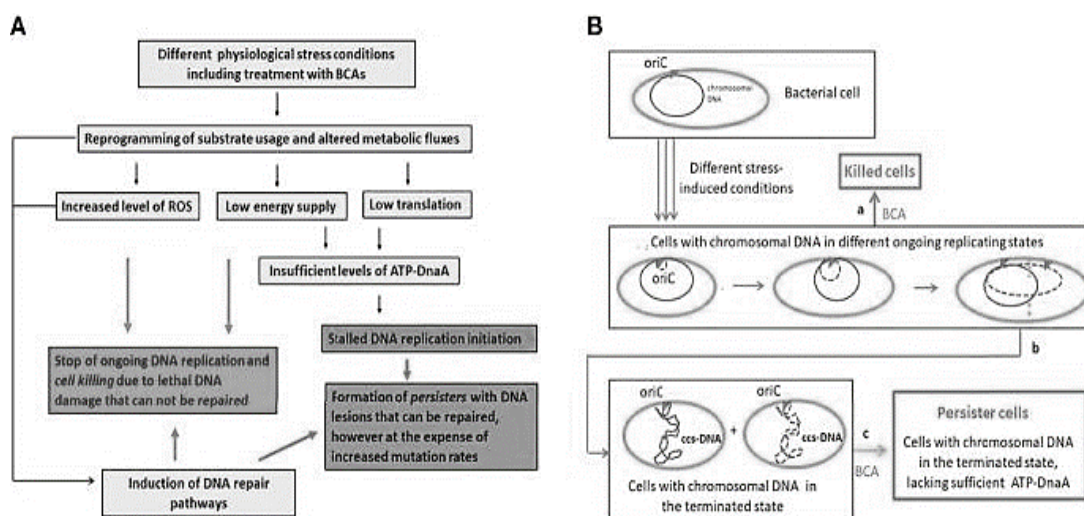 A
Different physiological stress conditions
including treatment with BCAs
Reprogramming of substrate usage and altered metabolic fluxes
Increased level of ROS
Low energy supply
Low translation
Insufficient levels of ATP-DnaA
Stalled DNA replication initiation
Stop of ongoing DNA replication and
cell killing due to lethal DNA
damage that can not be repaired
Formation of persisters with DNA
lesions that can be repaired,
however at the expense of
increased mutation rates
Induction of DNA repair
pathways
B
oriC
chromosomal
DNA
Bacterial cell
Different stress-
induced conditions
Killed cells
a
BCA
Cells with chromosomal DNA in different ongoing replicating states
oriC
b
oriC
oriC
ccs-DNA
+
ccs-DNA
c
BCA
Cells with chromosomal DNA in
the terminated state
Persister cells
Cells with chromosomal DNA
in the terminated state,
lacking sufficient ATP-DnaA